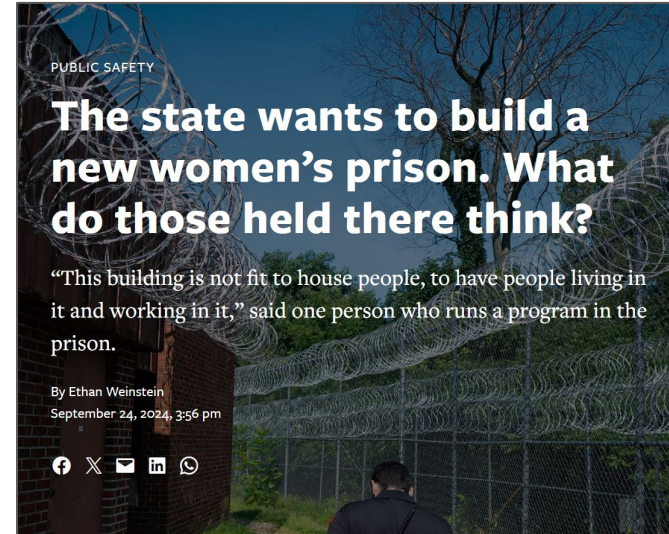 PUBLIC SAFETY
The state wants to build a
new women’s prison. What
do those held there think?
“This building is not fit to house people, to have people living in
it and working in it,” said one person who runs a program in the
prison.
By Ethan Weinstein
September 24, 2024, 3:56 pm